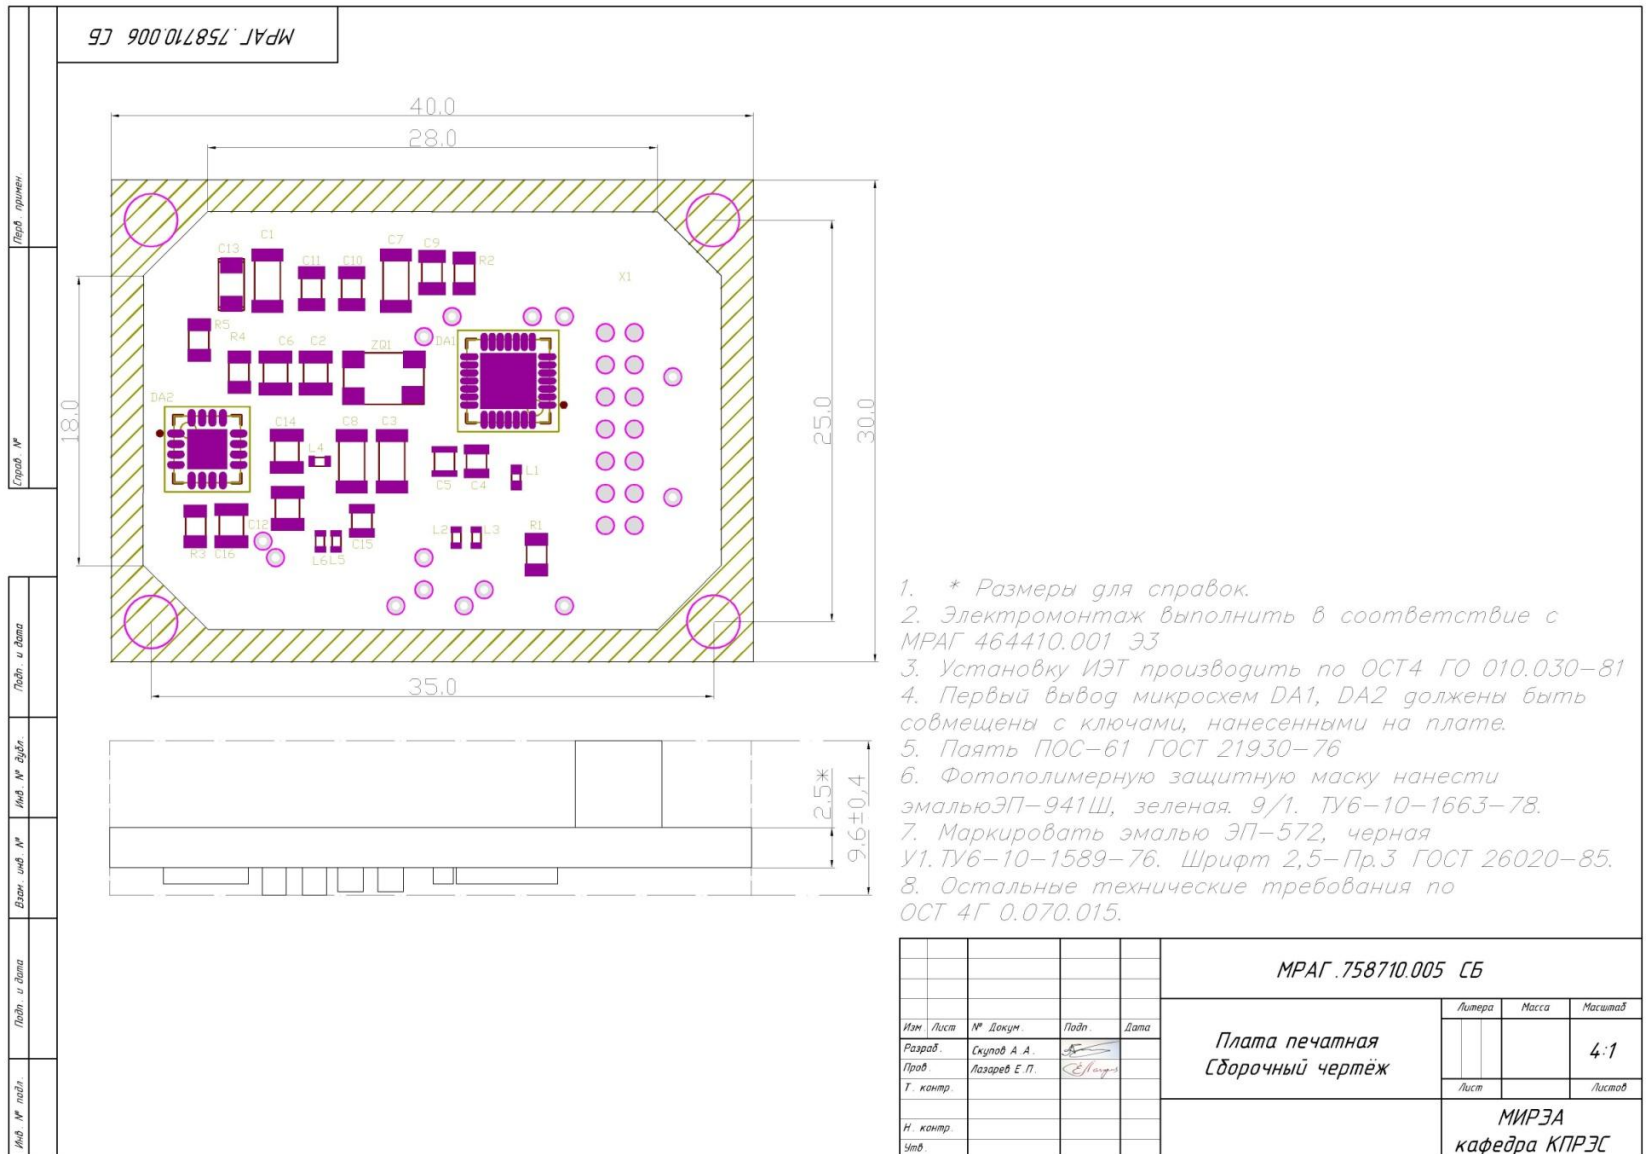 МРАГ.758710.006 СБ
Перв. примен.
Справ. №
Подп. и дата
Инв. № дубл.
Взам. инв. №
Подп. и дата
Инв. № подл.
40.0
28.0
18.0
25.0
30.0
35.0
C13
C1
C11
C10
C7
C9
R2
X1
R5
R4
C6
C2
ZQ1
DA1
DA2
C14
L4
C8
C3
C5
C4
L1
R3
C16
C12
L6
L5
C15
L2
L3
R1
2.5*
9.6±0,4
1. * Размеры для справок.
2. Электромонтаж выполнить в соответствие с
МРАГ 464410.001 ЭЗ
3. Установку ИЭТ производить по ОСТ4 ГО 010.030-81
4. Первый вывод микросхем DA1, DA2 должены быть
совмещены с ключами, нанесенными на плате.
5. Паять ПОС-61 ГОСТ 21930-76
6. Фотополимерную защитную маску нанести
эмальюЭП-941Ш, зеленая. 9/1. ТУ6-10-1663-78.
7. Маркировать эмалью ЭП-572, черная
У1.ТУ6-10-1589-76. Шрифт 2,5-Пр.3 ГОСТ 26020-85.
8. Остальные технические требования по
ОСТ 4Г 0.070.015.
МРАГ.758710.005 СБ
Изм. Лист № Докум. Подп. Дата
Разраб. Скупов А.А.
Пров. Лазарев Е.П.
Т. контр.
Н. контр.
Утв.
Плата печатная
Сборочный чертёж
Литера Масса Масштаб
4:1
Лист Листов
МИРЭА
кафедра КПРЭС